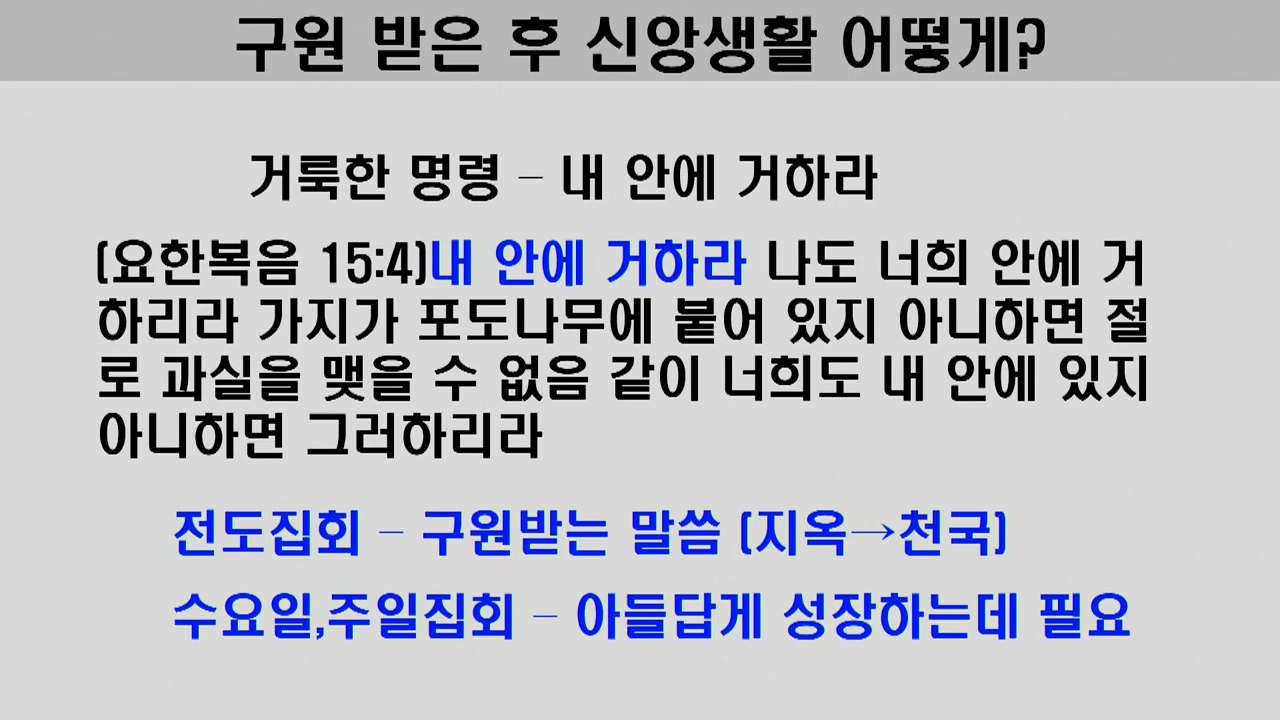 구원 받은 후 신앙생활 어떻게?
거룩한 명령 – 내 안에 거하라
(요한복음 15:4)내 안에 거하라 나도 너희 안에 거
하리라 가지가 포도나무에 붙어 있지 아니하면 절
로 과실을 맺을 수 없음 같이 너희도 내 안에 있지
아니하면 그러하리라
전도집회 – 구원받는 말씀 (지옥→천국)
수요일,주일집회 – 아들답게 성장하는데 필요